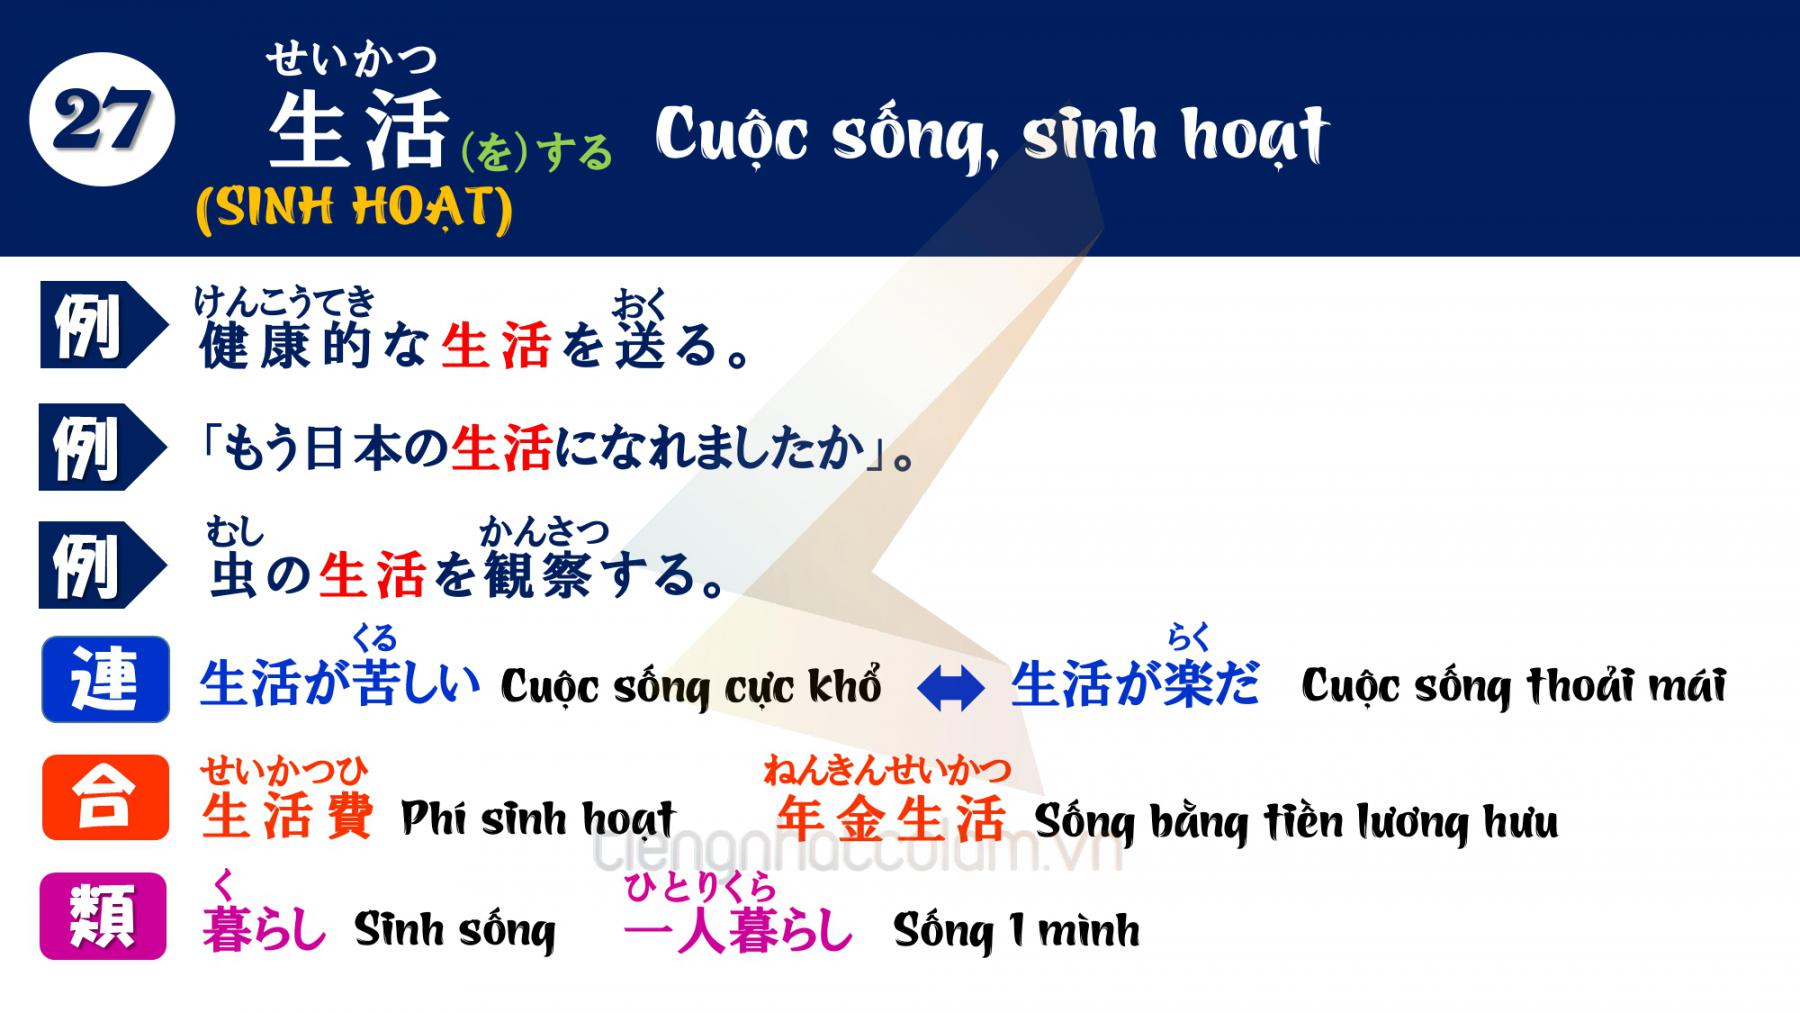 27
せいかつ
生活(を)する Cuộc sống, sinh hoạt
(SINH HOẠT)
けんこうてき おく
例 健康的な生活を送る。
例 「もう日本の生活になれましたか」。
むし かんさつ
例 虫の生活を観察する。
くる らく
連 生活が苦しい Cuộc sống cực khổ ⬌ 生活が楽だ Cuộc sống thoải mái
せいかつひ ねんきんせいかつ
合 生活費 Phí sinh hoạt 年金生活 Sống bằng tiền lương hưu
tiengnhatcolam.vn
く ひとりくら
類 暮らし Sinh sống 一人暮らし Sống 1 mình